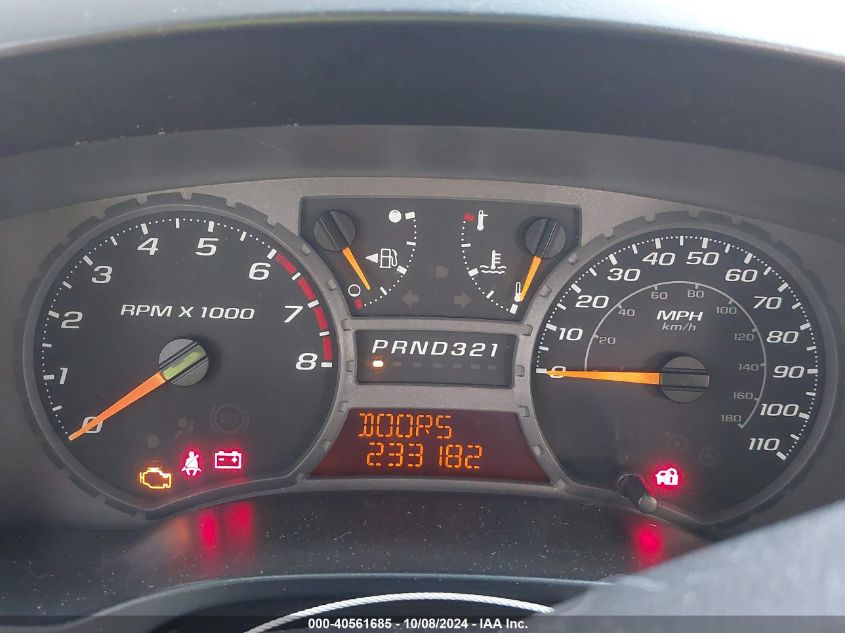 0 1 2 3 4 5 6 7 8
RPM X 1000
PRND321
DOORS
233182
0 10 20 30 40 50 60 70 80 90 100 110
20 40 60 80 100 120 140 160 180
MPH
km/h
000-40561685 - 10/08/2024 - IAA Inc.